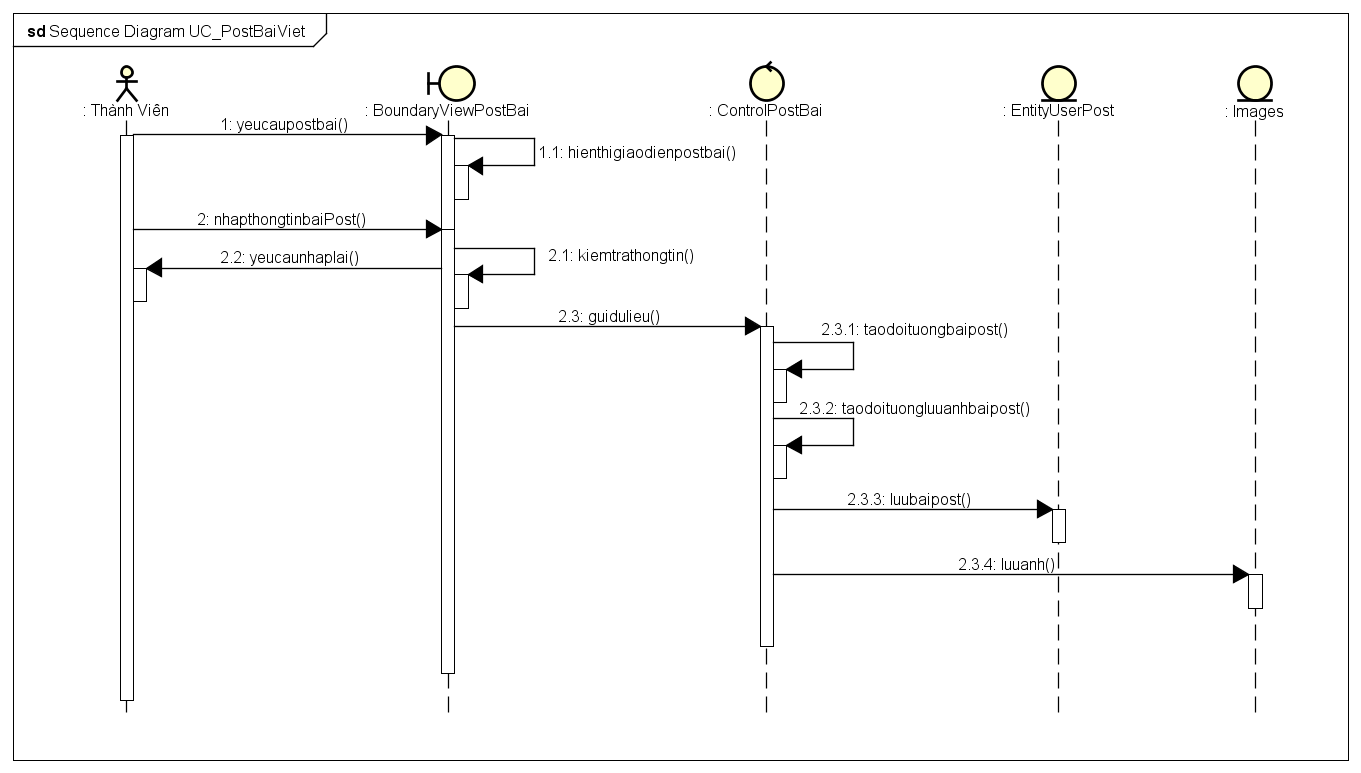 sd Sequence Diagram UC_PostBaiViet
: Thành Viên
: BoundaryViewPostBai
: ControlPostBai
: EntityUserPost
: Images
1: yeucaupostbai()
1.1: hienthigiaodienpostbai()
2: nhapthongtinbaiPost()
2.1: kiemtrathongtin()
2.2: yeucaunhaplai()
2.3: guidulieu()
2.3.1: taodoituongbaipost()
2.3.2: taodoituongluuanhbaipost()
2.3.3: luubaipost()
2.3.4: luuanh()